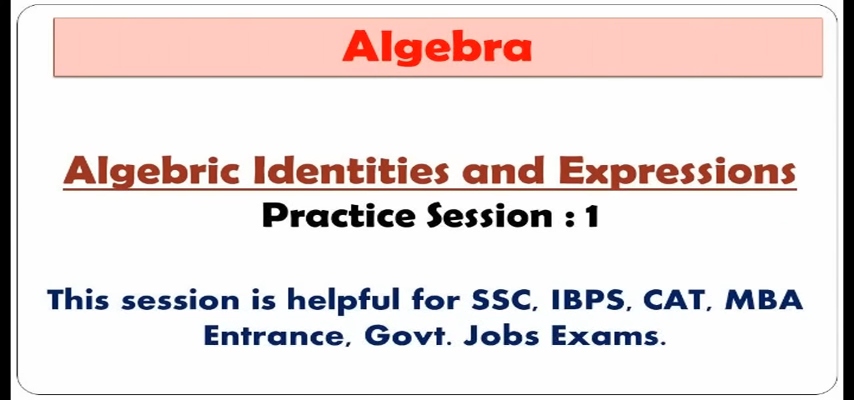 Algebra
Algebric Identities and Expressions
Practice Session : 1
This session is helpful for SSC, IBPS, CAT, MBA
Entrance, Govt. Jobs Exams.